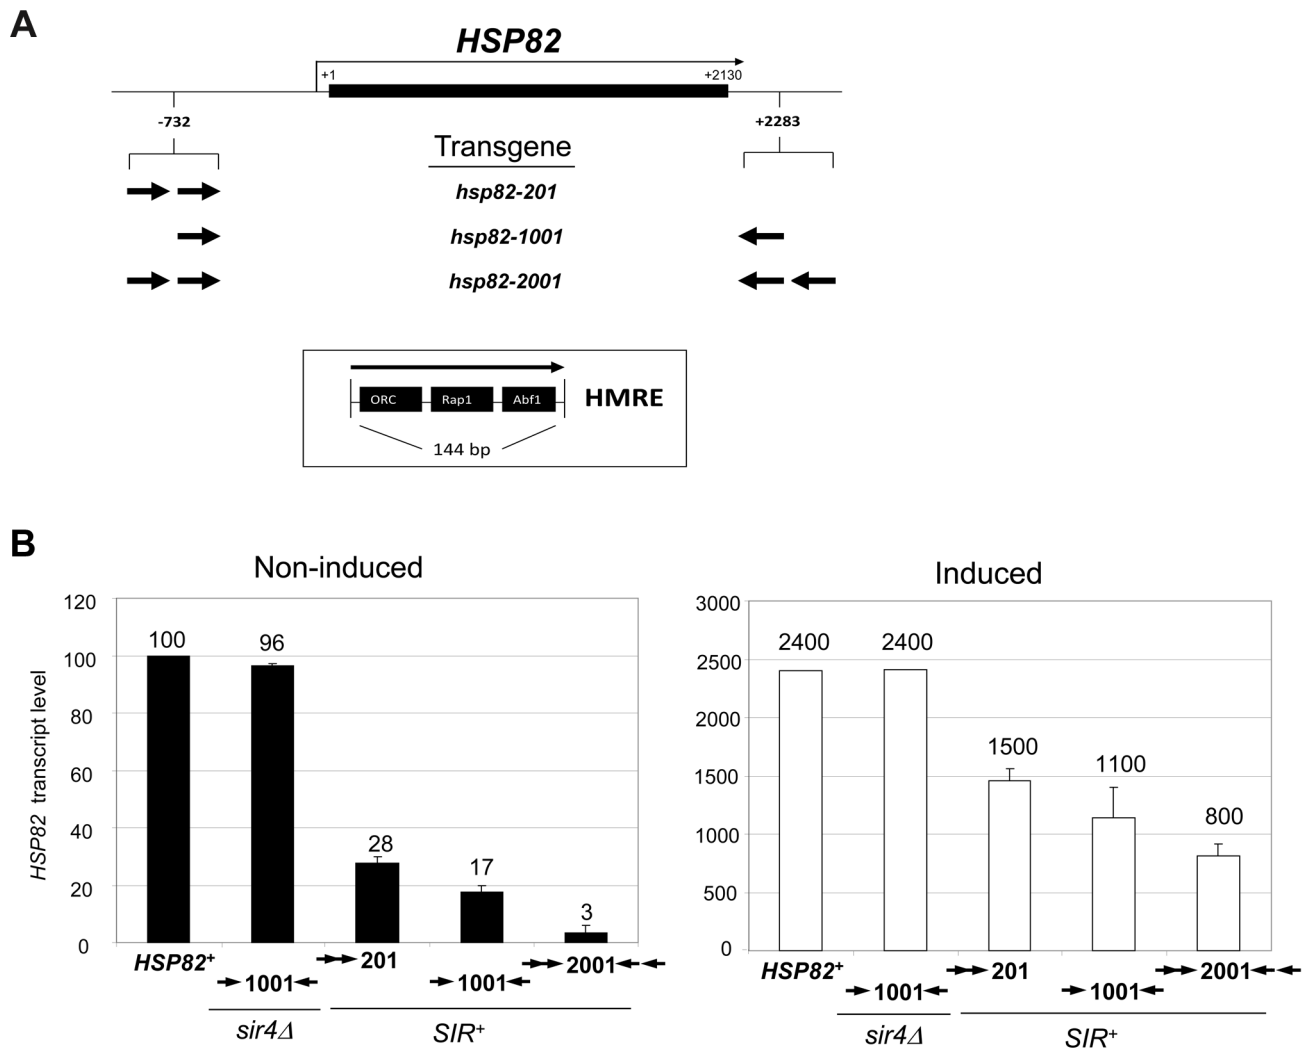 A
HSP82
+1
+2130
-732
+2283
Transgene
hsp82-201
hsp82-1001
hsp82-2001
ORC
Rap1
Abf1
HMRE
144 bp
B
Non-induced
HSP82 transcript level
120
100
80
60
40
20
0
100
96
28
17
3
HSP82+
1001
201
1001
2001
sir4Δ
SIR+
Induced
3000
2500
2000
1500
1000
500
0
2400
2400
1500
1100
800
HSP82+
1001
201
1001
2001
sir4Δ
SIR+